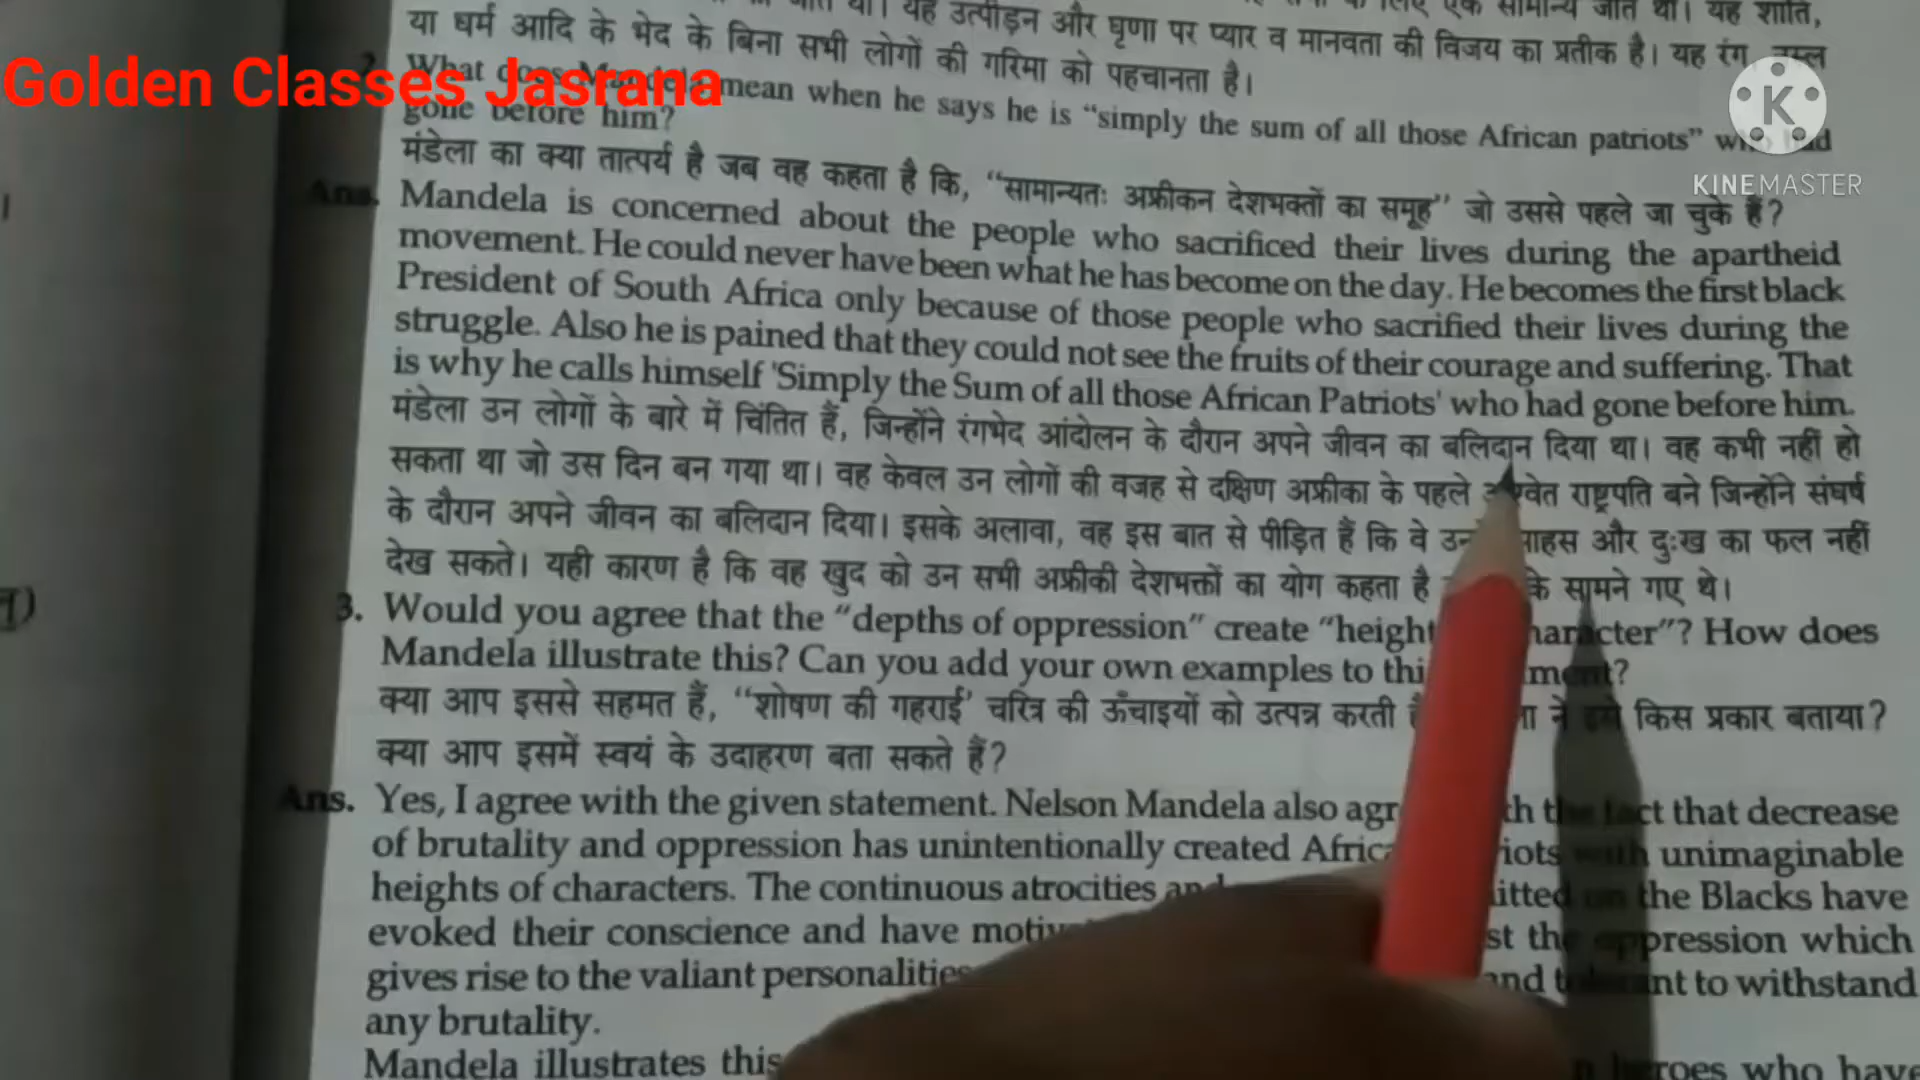 या धर्म आदि के भेद के बिना सभी लोगों की गरिमा को पहचानता है।
उत्पीड़न और घृणा पर प्यार व मानवता की विजय का प्रतीक है। यह रंग
Golden Classes Jasrana
K
KINEMASTER
What does mean when he says he is “simply the sum of all those African patriots”
gone before him?
मंडेला का क्या तात्पर्य है जब वह कहता है कि, “सामान्यतः अफ्रीकन देशभक्तों का समूह” जो उससे पहले जा चुके हैं?
Ans. Mandela is concerned about the people who sacrificed their lives during the apartheid
movement. He could never have been what he has become on the day. He becomes the first black
President of South Africa only because of those people who sacrified their lives during the
struggle. Also he is pained that they could not see the fruits of their courage and suffering. That
is why he calls himself 'Simply the Sum of all those African Patriots' who had gone before him.
मंडेला उन लोगों के बारे में चिंतित हैं, जिन्होंने रंगभेद आंदोलन के दौरान अपने जीवन का बलिदान दिया था। वह कभी नहीं हो
सकता था जो उस दिन बन गया था। वह केवल उन लोगों की वजह से दक्षिण अफ्रीका के पहले राष्ट्रपति बने जिन्होंने संघर्ष
के दौरान अपने जीवन का बलिदान दिया। इसके अलावा, वह इस बात से पीड़ित हैं कि वे और दुःख का फल नहीं
देख सकते। यही कारण है कि वह खुद को उन सभी अफ्रीकी देशभक्तों का योग कहता है के सामने गए थे।
3. Would you agree that the “depths of oppression” create “height How does
Mandela illustrate this? Can you add your own examples to
क्या आप इससे सहमत हैं, “शोषण की गहराई’ चरित्र की ऊँचाइयों को उत्पन्न करती ने इसे किस प्रकार बताया?
क्या आप इसमें स्वयं के उदाहरण बता सकते हैं?
Ans. Yes, I agree with the given statement. Nelson Mandela also the fact that decrease
of brutality and oppression has unintentionally created with unimaginable
heights of characters. The continuous atrocities on the Blacks have
evoked their conscience and have the oppression which
gives rise to the valiant and to withstand
any brutality.
Mandela illustrates this heroes who have